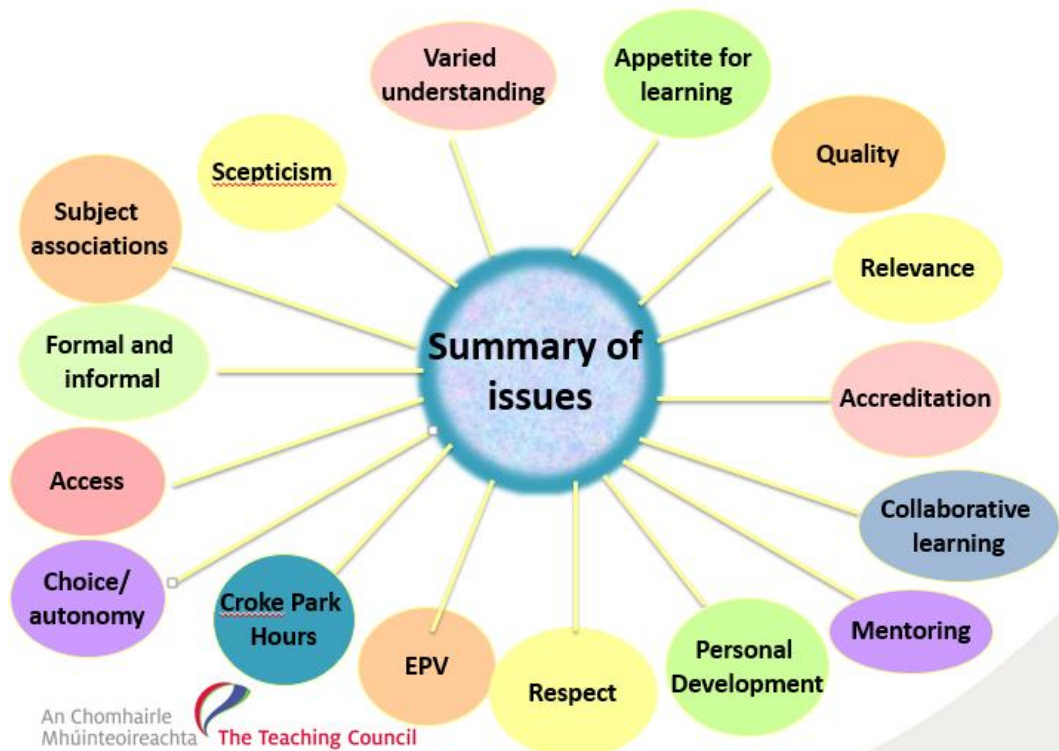 Summary of
issues
Varied
understanding
Appetite for
learning
Quality
Relevance
Accreditation
Collaborative
learning
Mentoring
Personal
Development
Respect
EPV
Croke Park
Hours
Choice/
autonomy
Access
Formal and
informal
Subject
associations
Scepticism
An Chomhairle
Mhúinteoireachta
The Teaching Council